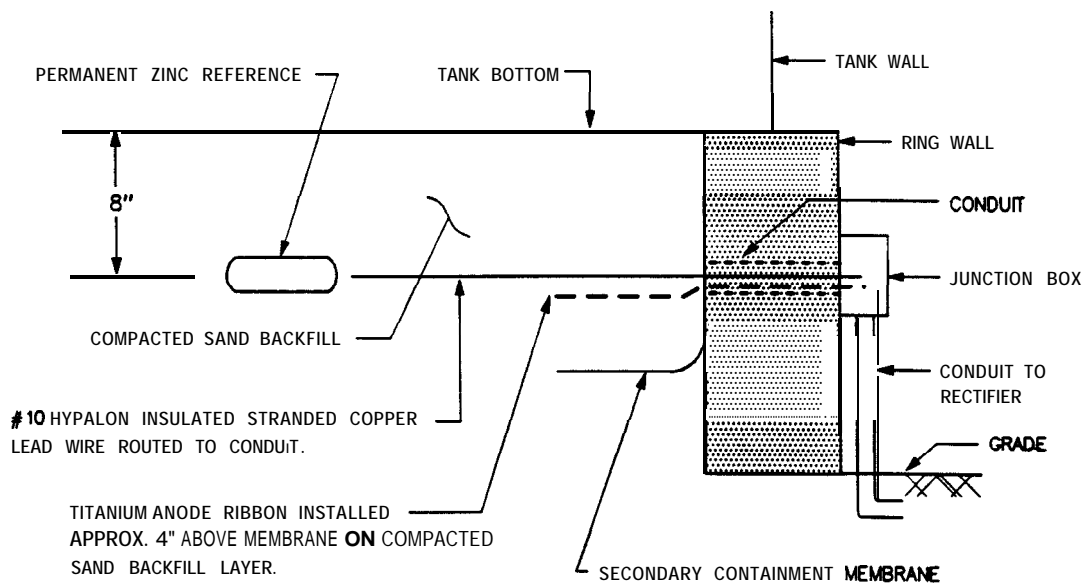 PERMANENT ZINC REFERENCE
TANK BOTTOM
TANK WALL
RING WALL
8"
CONDUIT
JUNCTION BOX
COMPACTED SAND BACKFILL
CONDUIT TO
RECTIFIER
#10 HYPALON INSULATED STRANDED COPPER
LEAD WIRE ROUTED TO CONDUIT.
GRADE
TITANIUM ANODE RIBBON INSTALLED
APPROX. 4" ABOVE MEMBRANE ON COMPACTED
SAND BACKFILL LAYER.
SECONDARY CONTAINMENT MEMBRANE